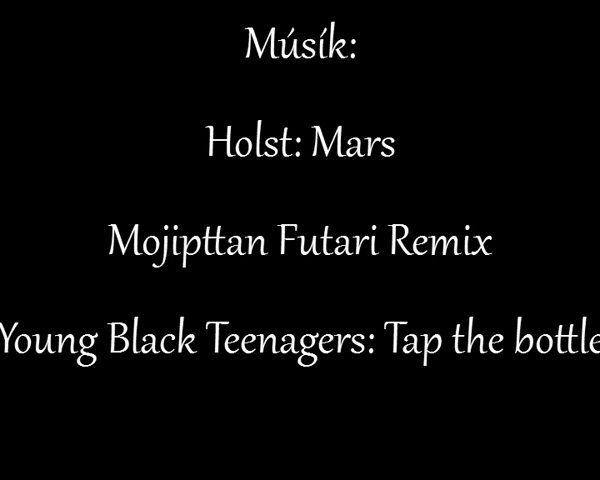 Músík:
Holst: Mars
Mojipttan Futari Remix
Young Black Teenagers: Tap the bottle